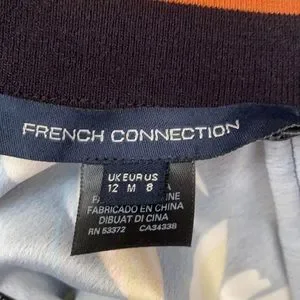 FRENCH CONNECTION
UK EUR US
12 M 8
FABRICADO EN CHINA
DIBUAT DI CINA
RN 53372 CA34338